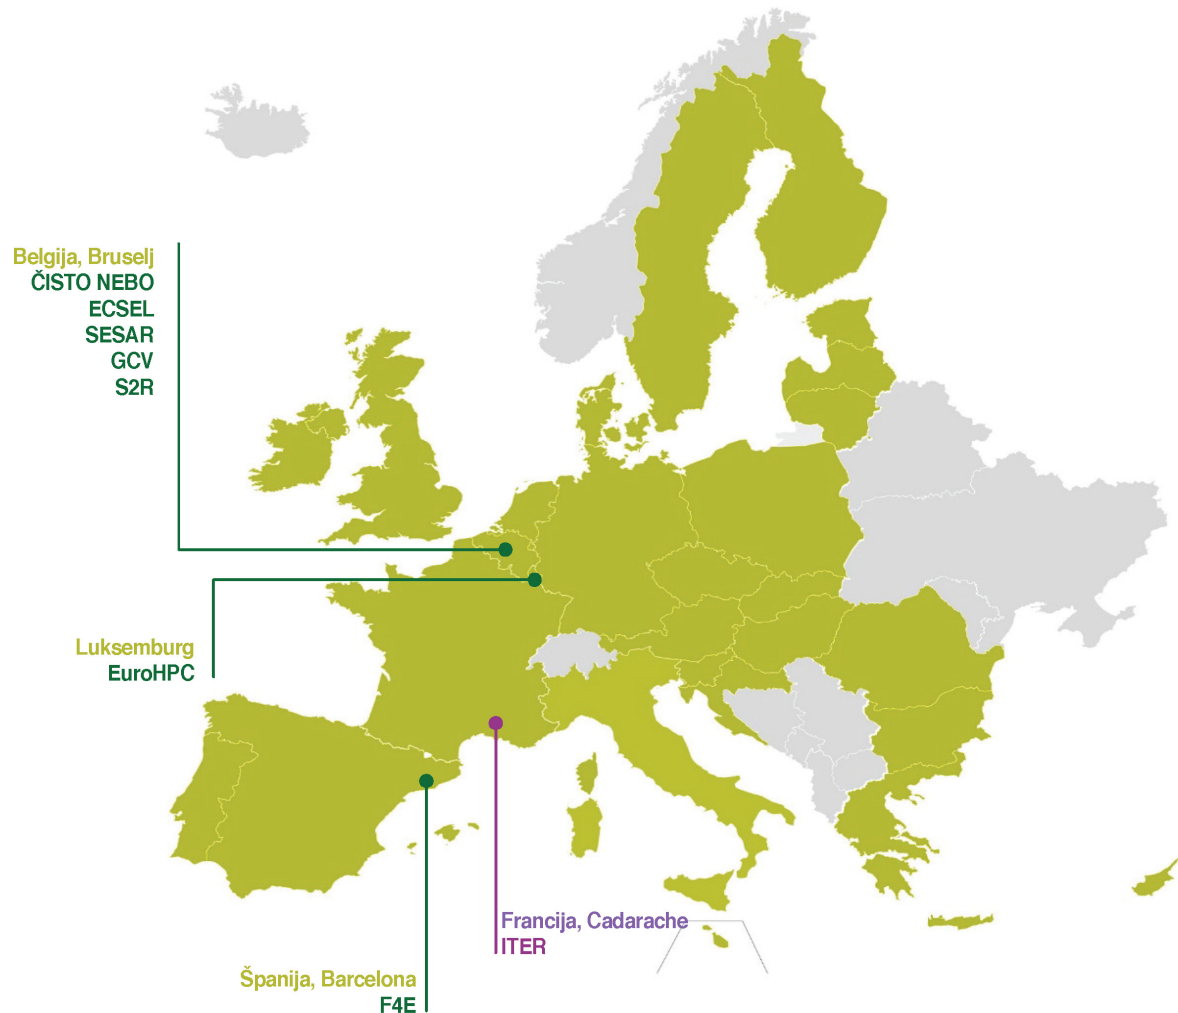 Belgija, Bruselj
ČISTO NEBO
ECSEL
SESAR
GCV
S2R
Luksemburg
EuroHPC
Francija, Cadarache
ITER
Španija, Barcelona
F4E